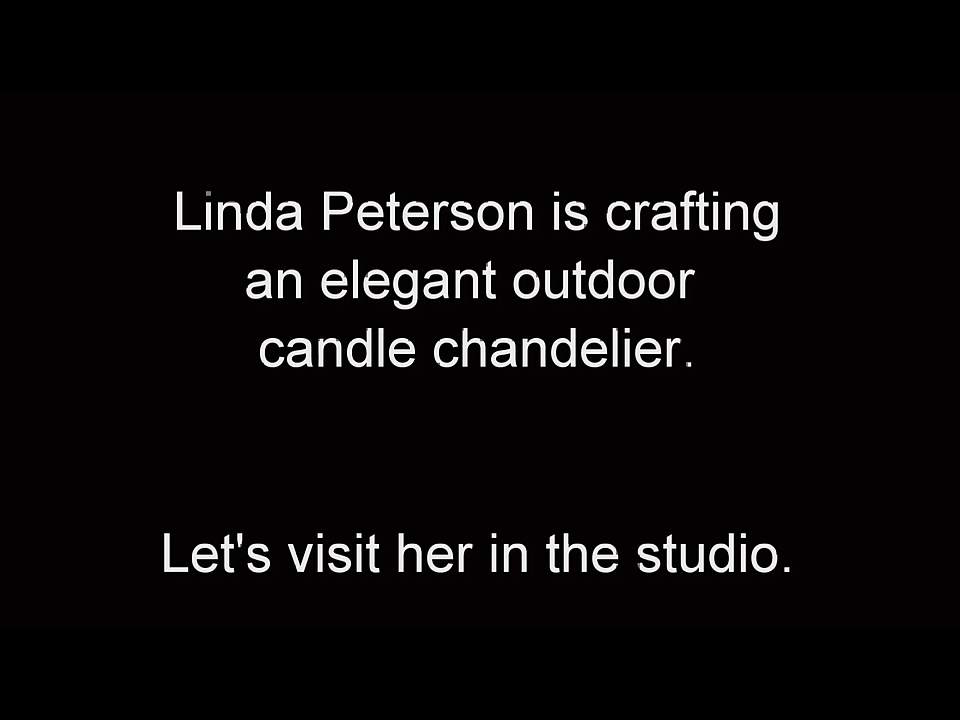 Linda Peterson is crafting
an elegant outdoor
candle chandelier.
Let's visit her in the studio.